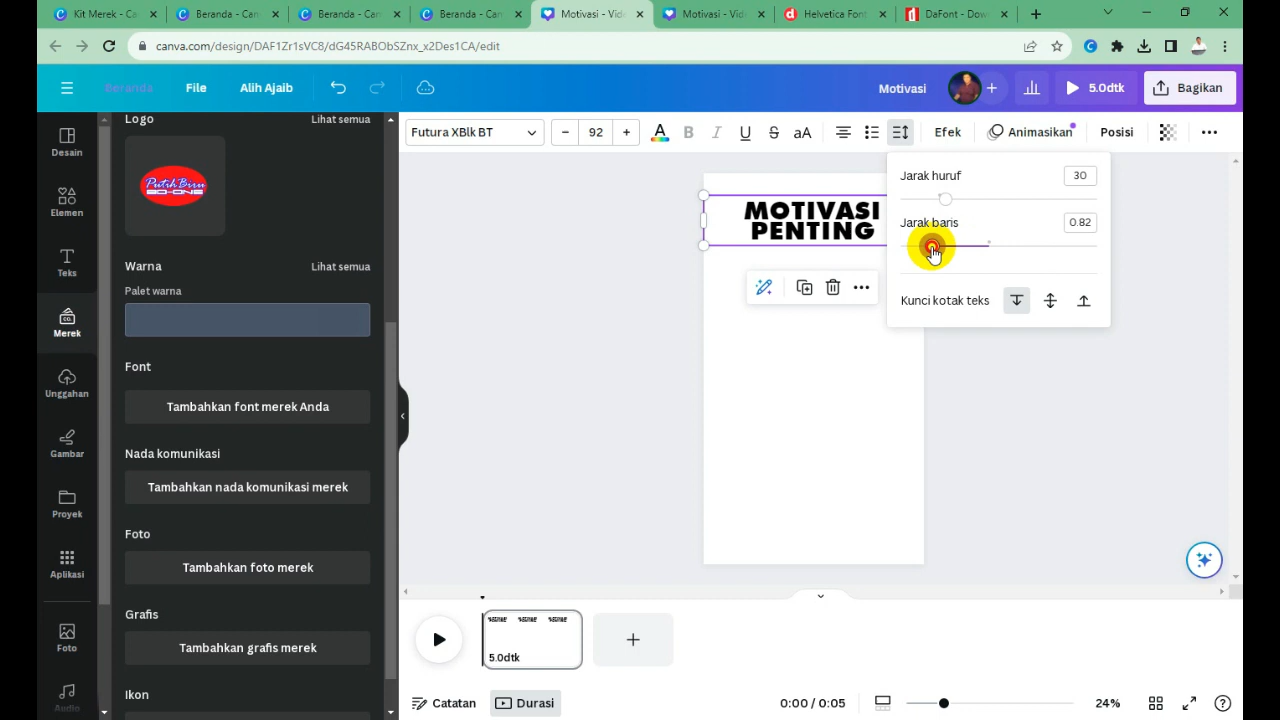 Kit Merek - Ca
Beranda - Can
Beranda - Can
Beranda - Can
Motivasi - Vide
Motivasi - Vide
Helvetica Font
DaFont - Dow
canva.com/design/DAF1Zr1sVC8/dG45RABObSZnx_x2Des1CA/edit
Beranda
File
Alih Ajaib
Motivasi
5.0dtk
Bagikan
Futura XBlk BT
92
A
B
I
U
S
aA
Efek
Animasikan
Posisi
Desain
Elemen
Teks
Merek
Unggahan
Gambar
Proyek
Aplikasi
Foto
Audio
Logo
Lihat semua
Putih Biru
Warna
Lihat semua
Palet warna
Font
Tambahkan font merek Anda
Nada komunikasi
Tambahkan nada komunikasi merek
Foto
Tambahkan foto merek
Grafis
Tambahkan grafis merek
Ikon
MOTIVASI
PENTING
Jarak huruf
30
Jarak baris
0.82
Kunci kotak teks
5.0dtk
Catatan
Durasi
0:00 / 0:05
24%